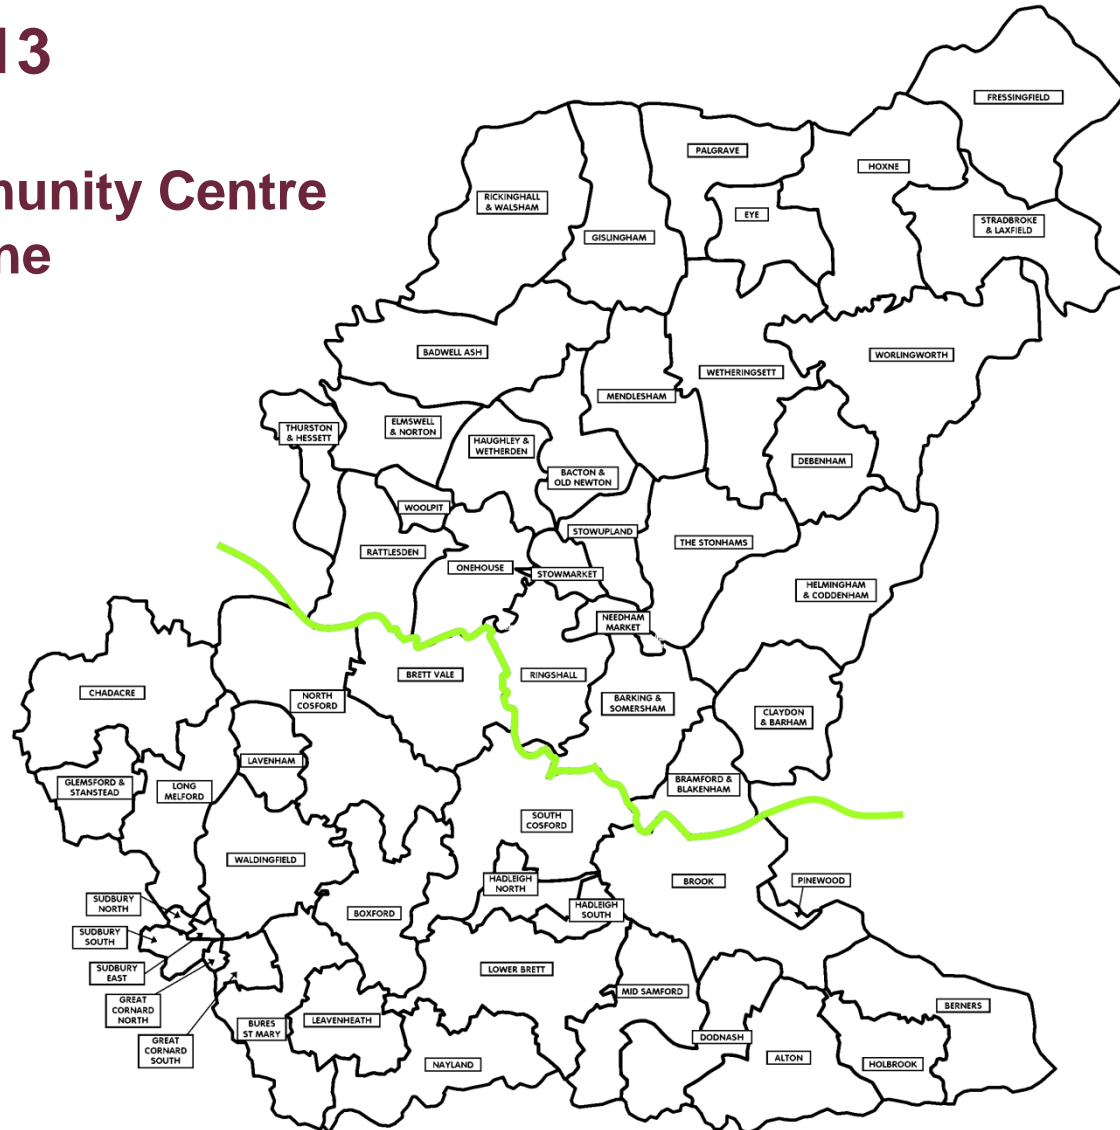 13
munity Centre
ne
FRESSINGFIELD
PALGRAVE
HOXNE
RICKINGHALL
& WALSHAM
EYE
STRADBROKE
& LAXFIELD
GISLINGHAM
BADWELL ASH
WORLINGWORTH
WETHERINGSETT
MENDLESHAM
THURSTON
& HESSETT
ELMSWELL
& NORTON
HAUGHLEY &
WETHERDEN
DEBENHAM
BACTON &
OLD NEWTON
WOOLPIT
STOWUPLAND
THE STONHAMS
RATTLESDEN
ONEHOUSE
STOWMARKET
HELMINGHAM
& CODDENHAM
NEEDHAM
MARKET
BRETT VALE
RINGSHALL
CHADACRE
NORTH
COSFORD
BARKING &
SOMERSHAM
CLAYDON
& BARHAM
LAVENHAM
GLEMSFORD &
STANSTEAD
LONG
MELFORD
BRAMFORD &
BLAKENHAM
SOUTH
COSFORD
WALDINGFIELD
HADLEIGH
NORTH
BROOK
PINEWOOD
SUDBURY
NORTH
BOXFORD
HADLEIGH
SOUTH
SUDBURY
SOUTH
SUDBURY
EAST
LOWER BRETT
MID SAMFORD
BERNERS
GREAT
CORNARD
NORTH
BURES
ST MARY
LEAVENHEATH
DODNASH
GREAT
CORNARD
SOUTH
NAYLAND
ALTON
HOLBROOK